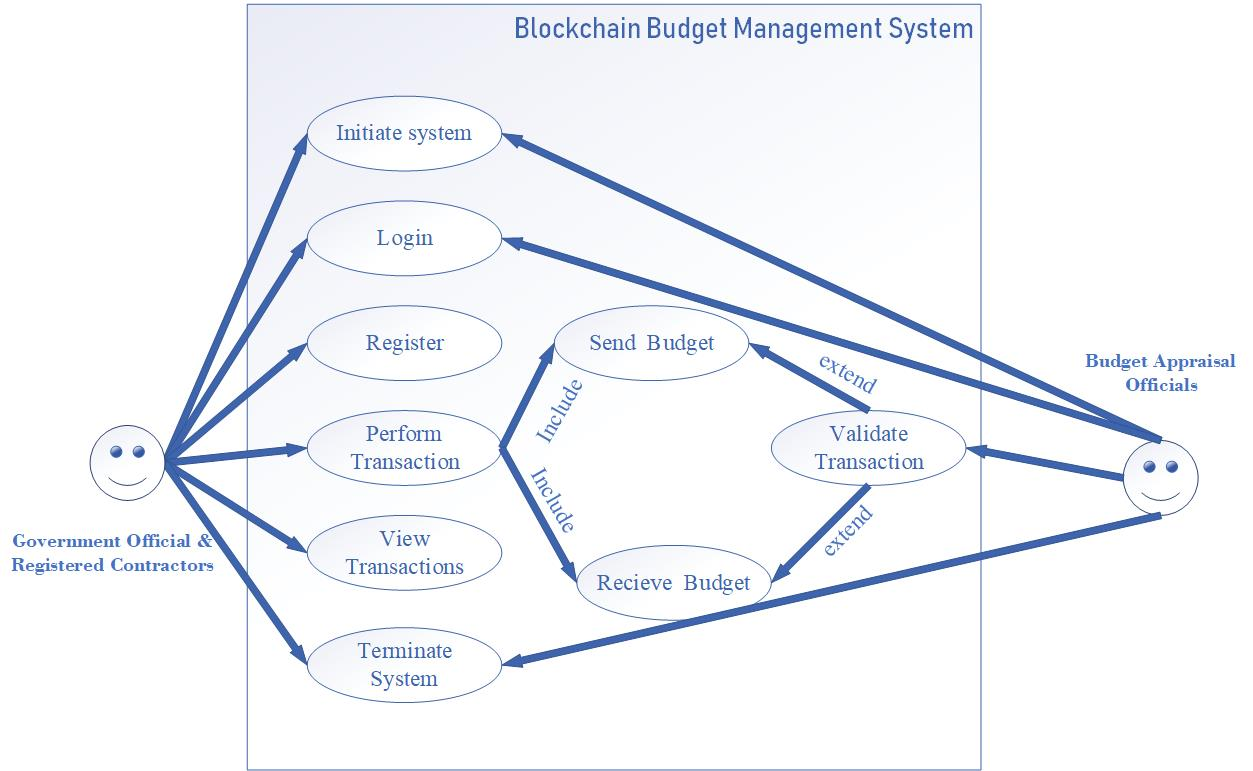 Blockchain Budget Management System
Initiate system
Login
Register
Send Budget
extend
Budget Appraisal
Officials
Include
Perform
Transaction
Validate
Transaction
Include
extend
Government Official &
Registered Contractors
View
Transactions
Recieve Budget
Terminate
System